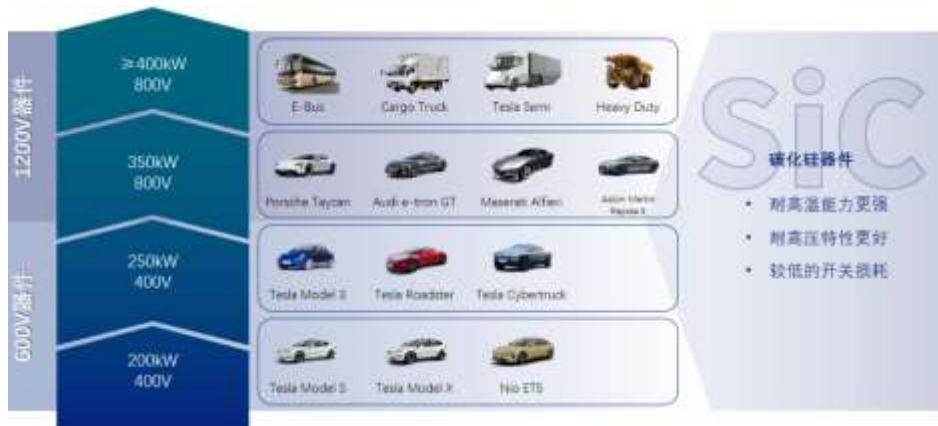 1200V器件
≥400kW
800V
E-Bus
Cargo Truck
Tesla Semi
Heavy Duty
350kW
800V
Porsche Taycan
Audi e-tron GT
Maserati Alfieri
Aston Martin
Rapide E
600V器件
250kW
400V
Tesla Model 3
Tesla Roadster
Tesla Cybertruck
200kW
400V
Tesla Model S
Tesla Model X
Nio ET5
SiC
碳化硅器件
• 耐高温能力更强
• 耐高压特性更好
• 较低的开关损耗